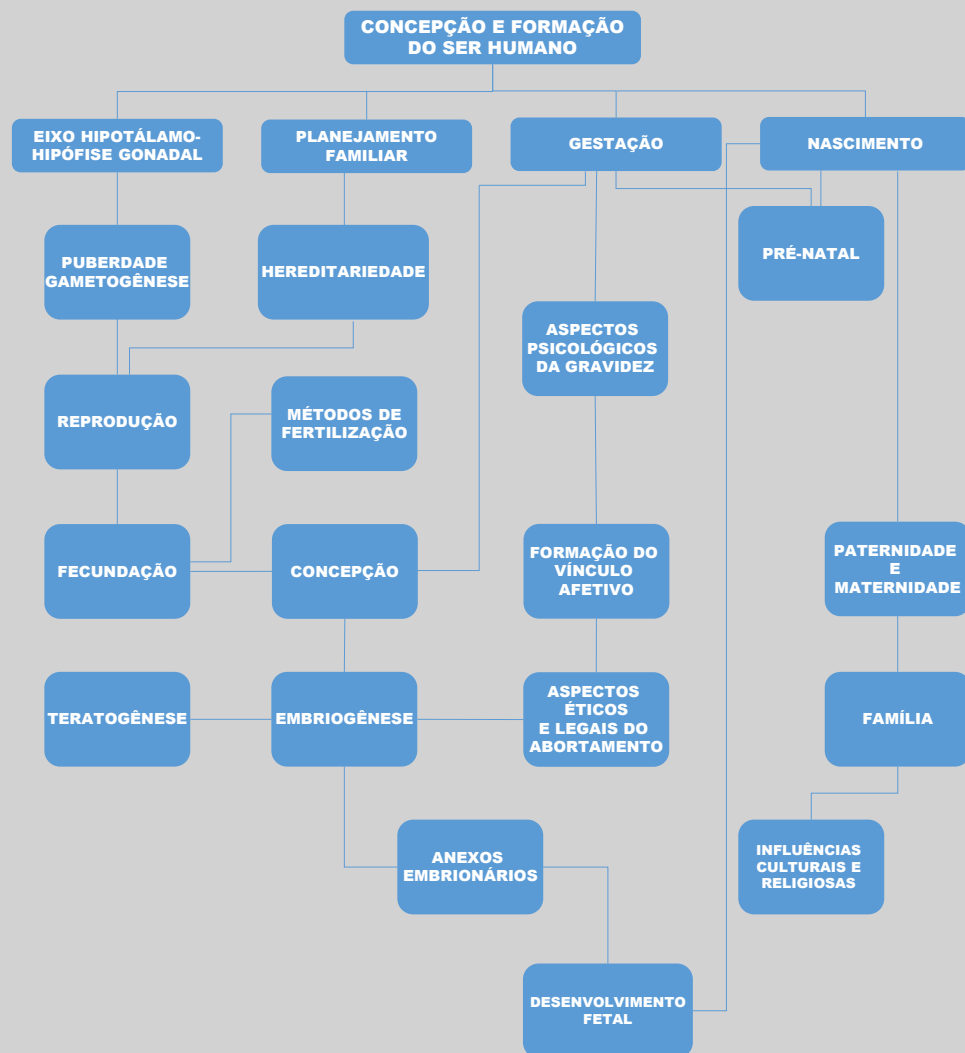 CONCEPÇÃO E FORMAÇÃO
DO SER HUMANO
EIXO HIPOTÁLAMO-
HIPÓFISE GONADAL
PLANEJAMENTO
FAMILIAR
GESTAÇÃO
NASCIMENTO
PUBERDADE
GAMETOGÊNESE
HEREDITARIEDADE
PRÉ-NATAL
ASPECTOS
PSICOLÓGICOS
DA GRAVIDEZ
REPRODUÇÃO
MÉTODOS DE
FERTILIZAÇÃO
FECUNDAÇÃO
CONCEPÇÃO
FORMAÇÃO DO
VÍNCULO
AFETIVO
PATERNIDADE
E
MATERNIDADE
TERATOGÊNESE
EMBRIOGÊNESE
ASPECTOS
ÉTICOS
E LEGAIS DO
ABORTAMENTO
FAMÍLIA
ANEXOS
EMBRIONÁRIOS
INFLUÊNCIAS
CULTURAIS E
RELIGIOSAS
DESENVOLVIMENTO
FETAL